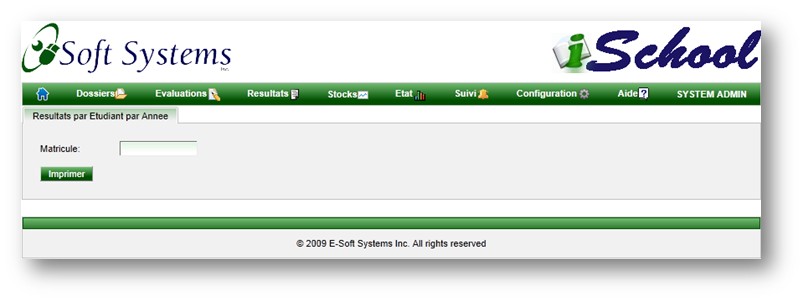 eSoft Systems Inc.
iSchool
Dossiers Evaluations Resultats Stocks Etat Suivi Configuration Aide SYSTEM ADMIN
Resultats par Etudiant par Annee
Matricule:
Imprimer
© 2009 E-Soft Systems Inc. All rights reserved